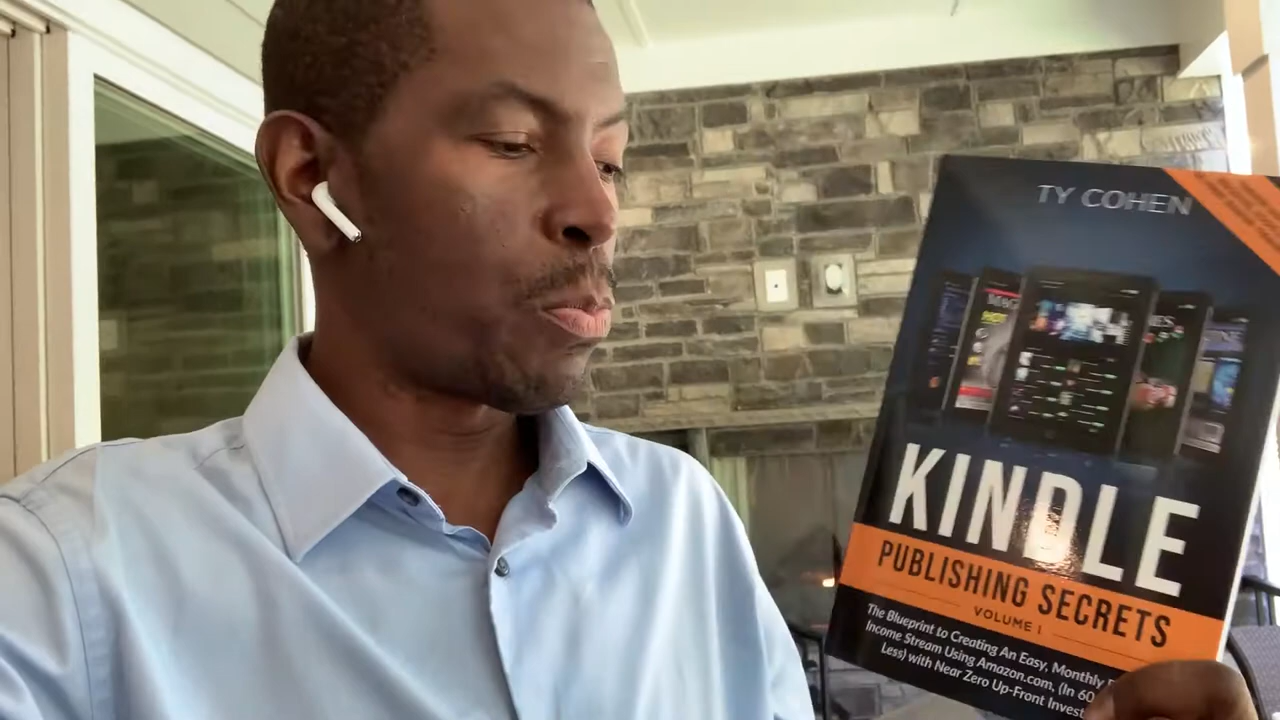 TY COHEN
KINDLE
PUBLISHING SECRETS
VOLUME I
The Blueprint to Creating An Easy, Monthly
Income Stream Using Amazon.com, (In 60
Less) with Near Zero Up-Front Invest